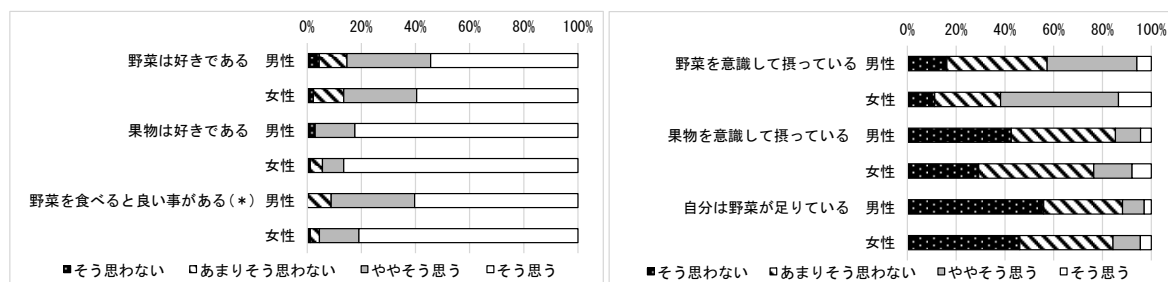 0% 20% 40% 60% 80% 100%
野菜は好きである 男性
女性
果物は好きである 男性
女性
野菜を食べると良い事がある(*) 男性
女性
そう思わない あまりそう思わない ややそう思う そう思う
0% 20% 40% 60% 80% 100%
野菜を意識して摂っている 男性
女性
果物を意識して摂っている 男性
女性
自分は野菜が足りている 男性
女性
そう思わない あまりそう思わない ややそう思う そう思う